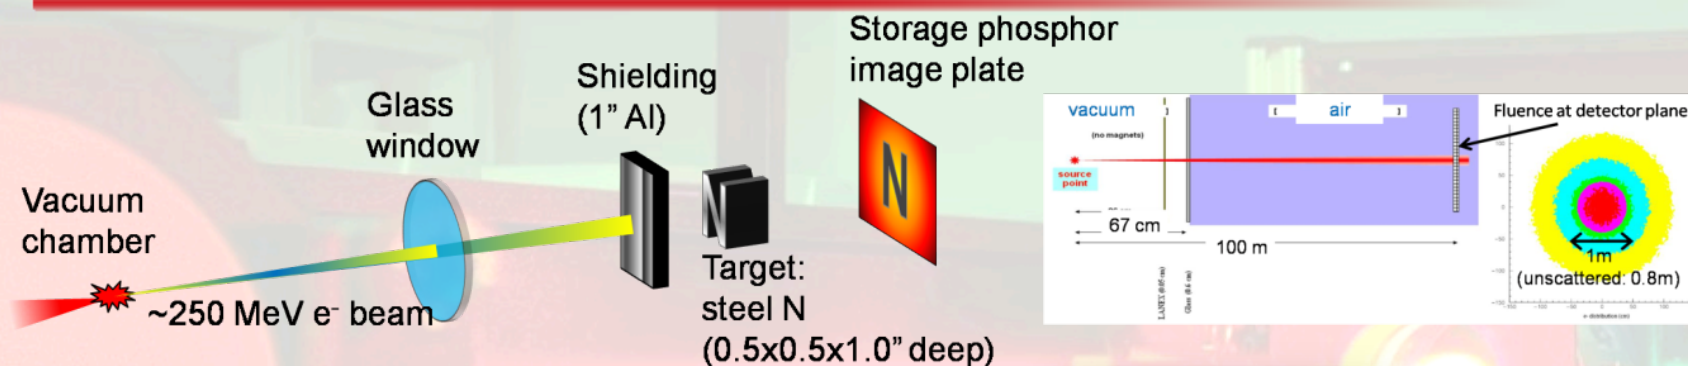 Storage phosphor
image plate
Shielding
(1” Al)
Glass
window
Vacuum
chamber
~250 MeV e- beam
Target:
steel N
(0.5x0.5x1.0” deep)
N
N
vacuum
(no magnets)
source
point
air
67 cm
100 m
LANEX
Glass
Fluence at detector plane
1m
(unscattered: 0.8m)